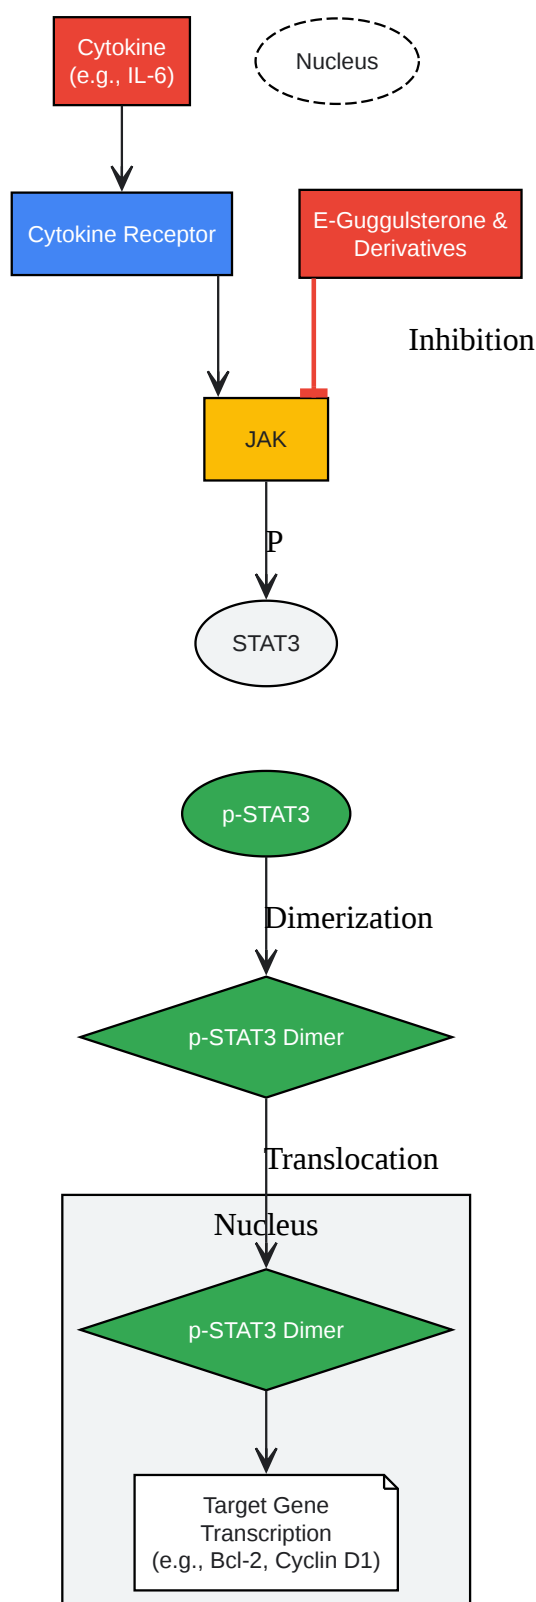 Cytokine
(e.g., IL-6)
Nucleus
Cytokine Receptor
E-Guggulsterone &
Derivatives
Inhibition
JAK
P
STAT3
p-STAT3
Dimerization
p-STAT3 Dimer
Translocation
Nucleus
p-STAT3 Dimer
Target Gene
Transcription
(e.g., Bcl-2, Cyclin D1)